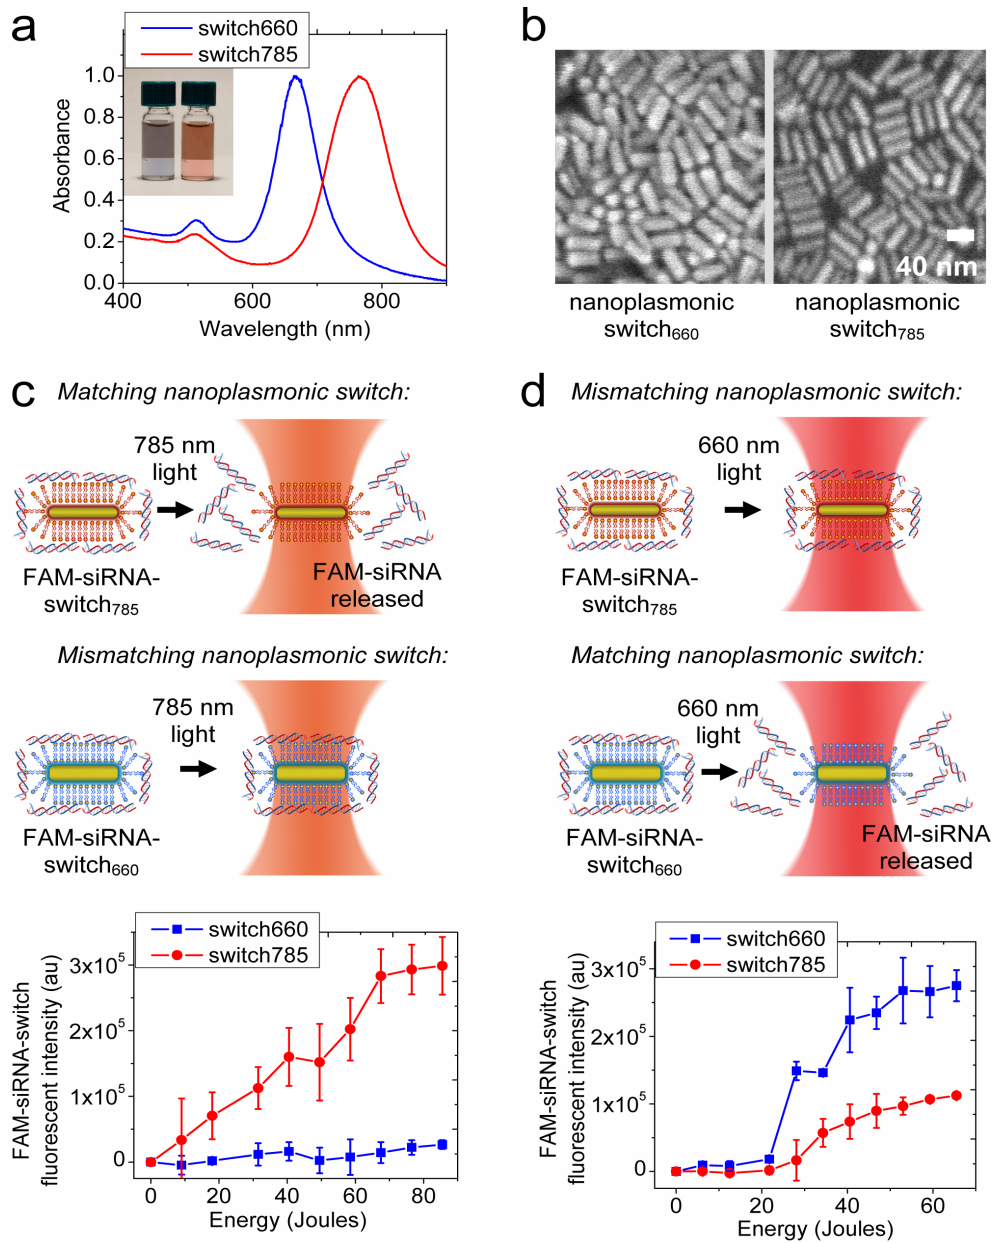 a
switch660
switch785
1.0
0.8
0.6
0.4
0.2
0.0
Absorbance
400
600
800
Wavelength (nm)
b
40 nm
nanoplasmonic
switch660
nanoplasmonic
switch785
c
Matching nanoplasmonic switch:
785 nm
light
FAM-siRNA-
switch785
FAM-siRNA
released
Mismatching nanoplasmonic switch:
785 nm
light
FAM-siRNA-
switch660
switch660
switch785
3x10^5
2x10^5
1x10^5
0
FAM-siRNA-switch
fluorescent intensity (au)
0
20
40
60
80
Energy (Joules)
d
Mismatching nanoplasmonic switch:
660 nm
light
FAM-siRNA-
switch785
Matching nanoplasmonic switch:
660 nm
light
FAM-siRNA-
switch660
FAM-siRNA
released
switch660
switch785
3x10^5
2x10^5
1x10^5
0
FAM-siRNA-switch
fluorescent intensity (au)
0
20
40
60
Energy (Joules)